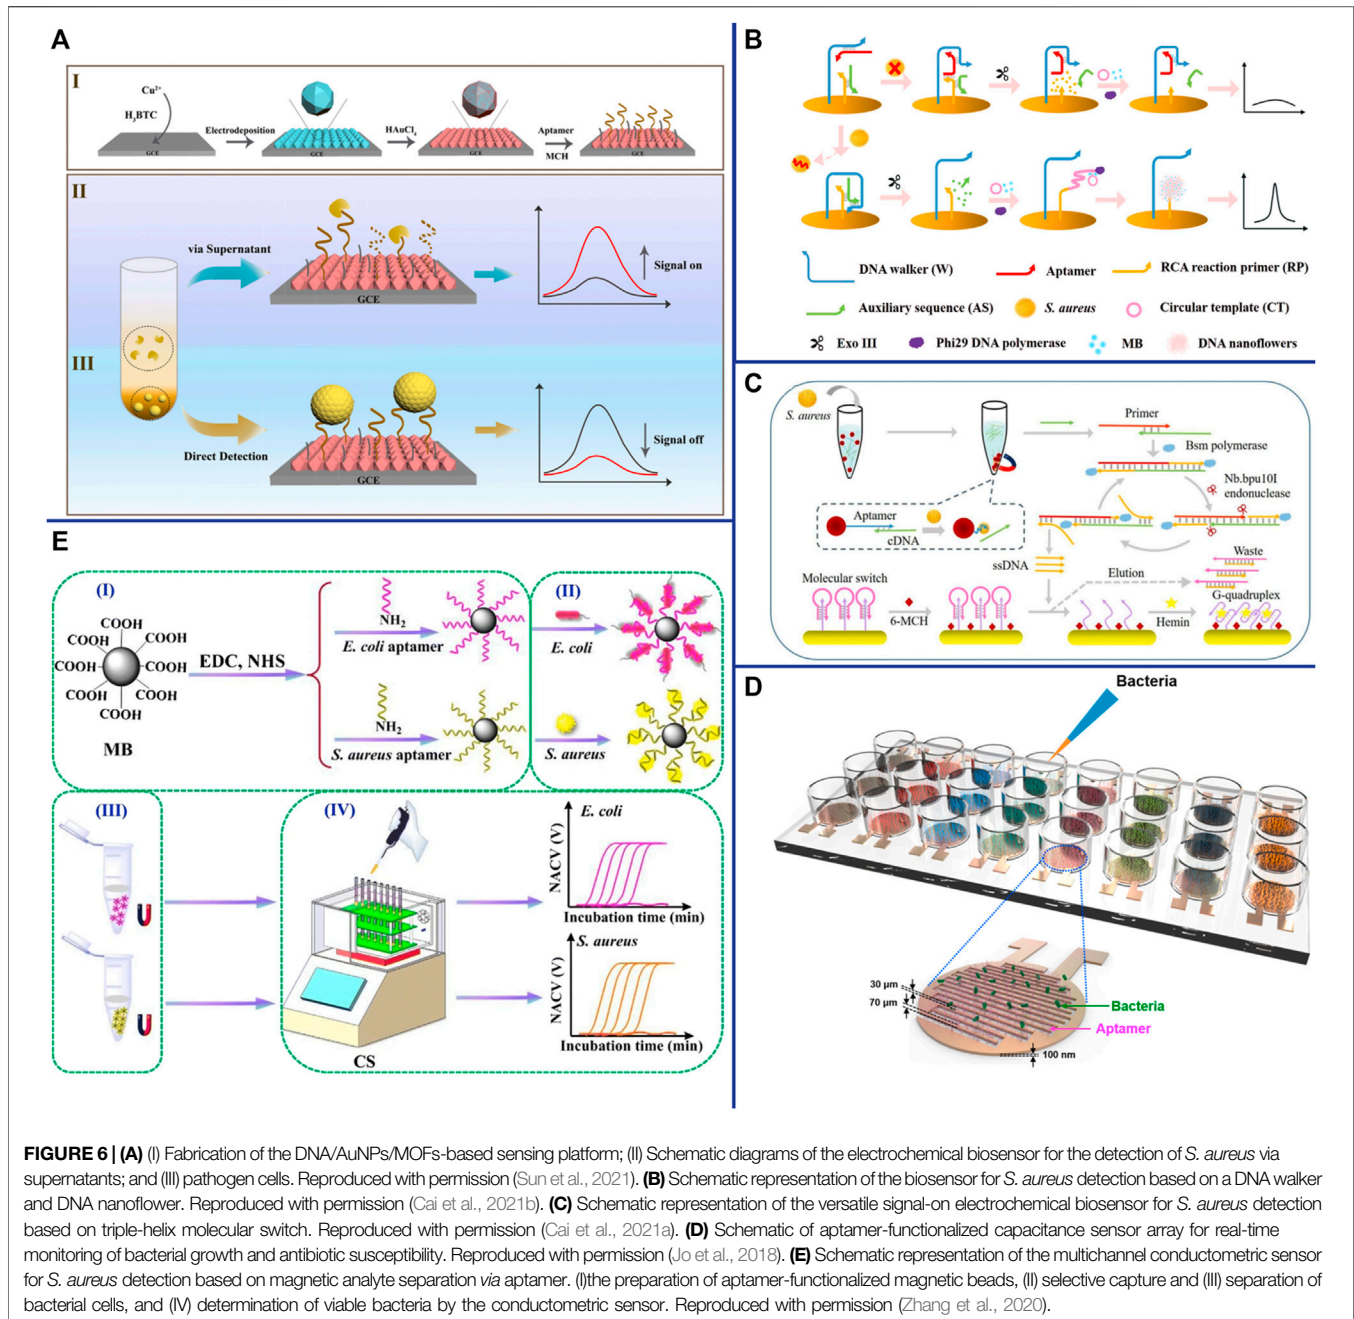 A
I
Cu²⁺
H₃BTC
GCE
Electrodeposition
GCE
HAuCl₄
GCE
Aptamer
MCH
GCE
II
via Supernatant
GCE
Signal on
III
Direct Detection
GCE
Signal off
B
DNA walker (W)
Aptamer
RCA reaction primer (RP)
Auxiliary sequence (AS)
S. aureus
Circular template (CT)
Exo III
Phi29 DNA polymerase
MB
DNA nanoflowers
C
S. aureus
Primer
Bsm polymerase
Nb.bpu10I
endonuclease
Aptamer
cDNA
ssDNA
Elution
Waste
Molecular switch
6-MCH
G-quadruplex
Hemin
D
Bacteria
30 µm
70 µm
Bacteria
Aptamer
100 nm
E
(I)
COOH
COOH
COOH
COOH
COOH
COOH
COOH
COOH
MB
EDC, NHS
NH₂
E. coli aptamer
NH₂
S. aureus aptamer
(II)
E. coli
S. aureus
(III)
(IV)
CS
E. coli
NACV (V)
Incubation time (min)
S. aureus
NACV (V)
Incubation time (min)
FIGURE 6 | (A) (I) Fabrication of the DNA/AuNPs/MOFs-based sensing platform; (II) Schematic diagrams of the electrochemical biosensor for the detection of S. aureus via
supernatants; and (III) pathogen cells. Reproduced with permission (Sun et al., 2021). (B) Schematic representation of the biosensor for S. aureus detection based on a DNA walker
and DNA nanoflower. Reproduced with permission (Cai et al., 2021b). (C) Schematic representation of the versatile signal-on electrochemical biosensor for S. aureus detection
based on triple-helix molecular switch. Reproduced with permission (Cai et al., 2021a). (D) Schematic of aptamer-functionalized capacitance sensor array for real-time
monitoring of bacterial growth and antibiotic susceptibility. Reproduced with permission (Jo et al., 2018). (E) Schematic representation of the multichannel conductometric sensor
for S. aureus detection based on magnetic analyte separation via aptamer. (I)the preparation of aptamer-functionalized magnetic beads, (II) selective capture and (III) separation of
bacterial cells, and (IV) determination of viable bacteria by the conductometric sensor. Reproduced with permission (Zhang et al., 2020).